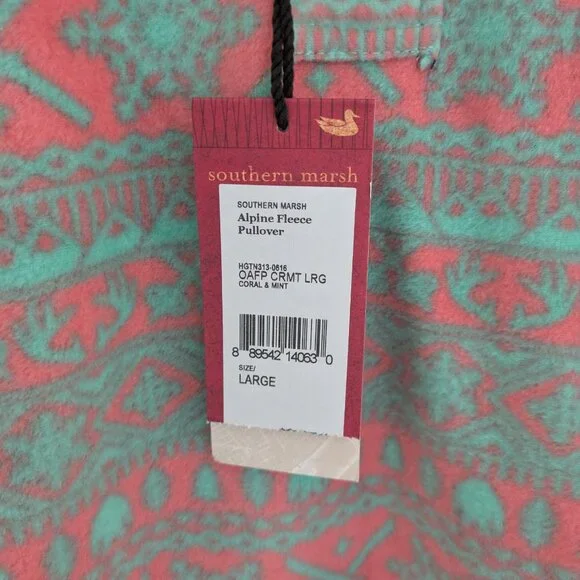 southern marsh
SOUTHERN MARSH
Alpine Fleece
Pullover
HGTN313-0616
OAFP CRMT LRG
CORAL & MINT
8 89542 14063 0
SIZE/
LARGE